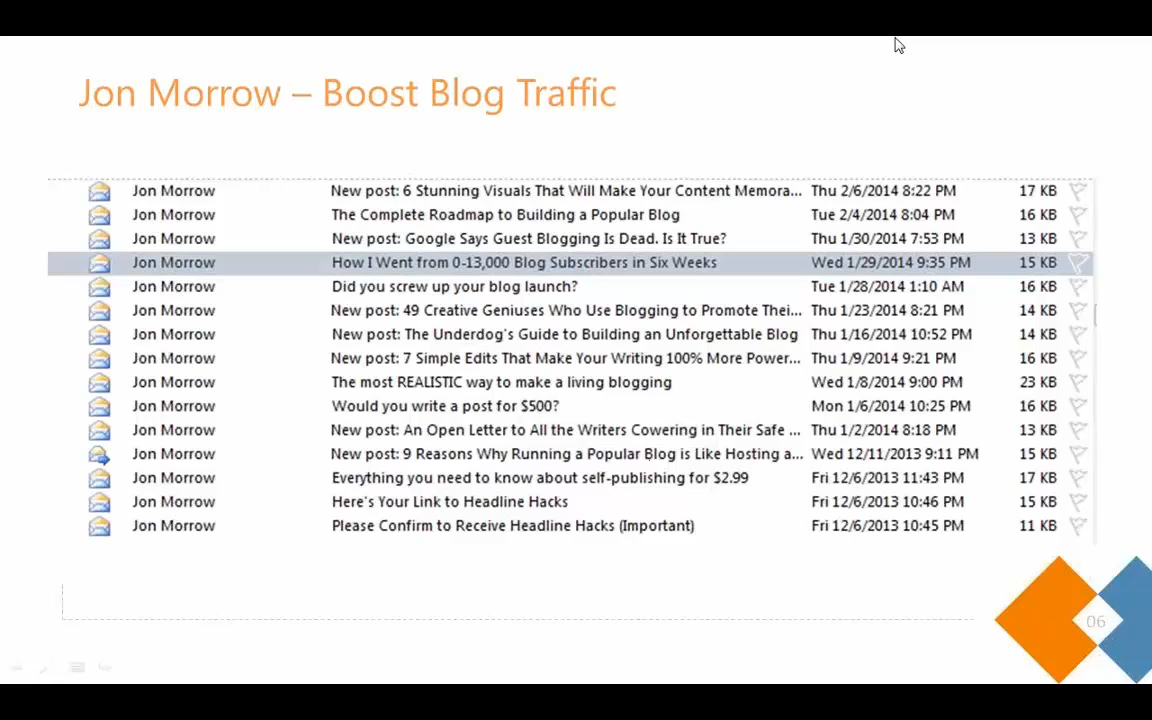 Jon Morrow – Boost Blog Traffic
Jon Morrow New post: 6 Stunning Visuals That Will Make Your Content Memora... Thu 2/6/2014 8:22 PM 17 KB
Jon Morrow The Complete Roadmap to Building a Popular Blog Tue 2/4/2014 8:04 PM 16 KB
Jon Morrow New post: Google Says Guest Blogging Is Dead. Is It True? Thu 1/30/2014 7:53 PM 13 KB
Jon Morrow How I Went from 0-13,000 Blog Subscribers in Six Weeks Wed 1/29/2014 9:35 PM 15 KB
Jon Morrow Did you screw up your blog launch? Tue 1/28/2014 1:10 AM 16 KB
Jon Morrow New post: 49 Creative Geniuses Who Use Blogging to Promote Thei... Thu 1/23/2014 8:21 PM 14 KB
Jon Morrow New post: The Underdog's Guide to Building an Unforgettable Blog Thu 1/16/2014 10:52 PM 14 KB
Jon Morrow New post: 7 Simple Edits That Make Your Writing 100% More Power... Thu 1/9/2014 9:21 PM 16 KB
Jon Morrow The most REALISTIC way to make a living blogging Wed 1/8/2014 9:00 PM 23 KB
Jon Morrow Would you write a post for $500? Mon 1/6/2014 10:25 PM 16 KB
Jon Morrow New post: An Open Letter to All the Writers Cowering in Their Safe ... Thu 1/2/2014 8:18 PM 13 KB
Jon Morrow New post: 9 Reasons Why Running a Popular Blog is Like Hosting a... Wed 12/11/2013 9:11 PM 15 KB
Jon Morrow Everything you need to know about self-publishing for $2.99 Fri 12/6/2013 11:43 PM 17 KB
Jon Morrow Here's Your Link to Headline Hacks Fri 12/6/2013 10:46 PM 15 KB
Jon Morrow Please Confirm to Receive Headline Hacks (Important) Fri 12/6/2013 10:45 PM 11 KB
06